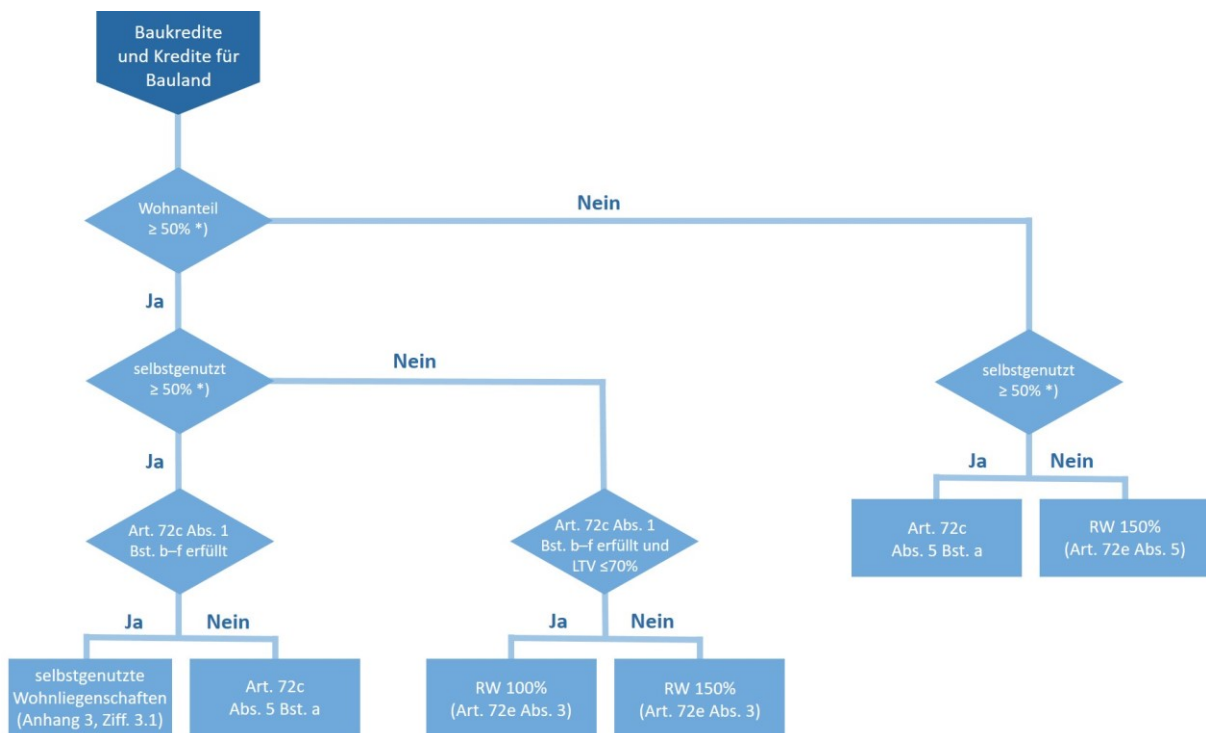 Baukredite
und Kredite für
Bauland
Wohnanteil
≥ 50% *)
Nein
Ja
selbstgenutzt
≥ 50% *)
Nein
selbstgenutzt
≥ 50% *)
Ja
Ja
Nein
Art. 72c Abs. 1
Bst. b–f erfüllt
Art. 72c Abs. 1
Bst. b–f erfüllt und
LTV ≤70%
Art. 72c
Abs. 5 Bst. a
RW 150%
(Art. 72e Abs. 5)
Ja
Nein
Ja
Nein
selbstgenutzte
Wohnliegenschaften
(Anhang 3, Ziff. 3.1)
Art. 72c
Abs. 5 Bst. a
RW 100%
(Art. 72e Abs. 3)
RW 150%
(Art. 72e Abs. 3)